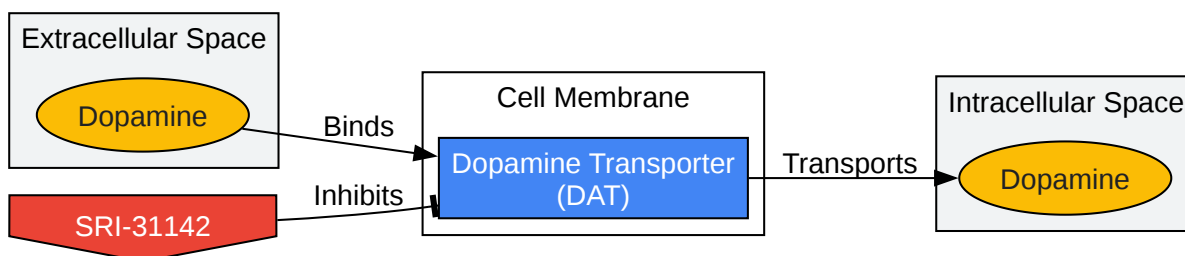 Extracellular Space
Dopamine
Binds
Inhibits
SRI-31142
Cell Membrane
Dopamine Transporter
(DAT)
Transports
Intracellular Space
Dopamine